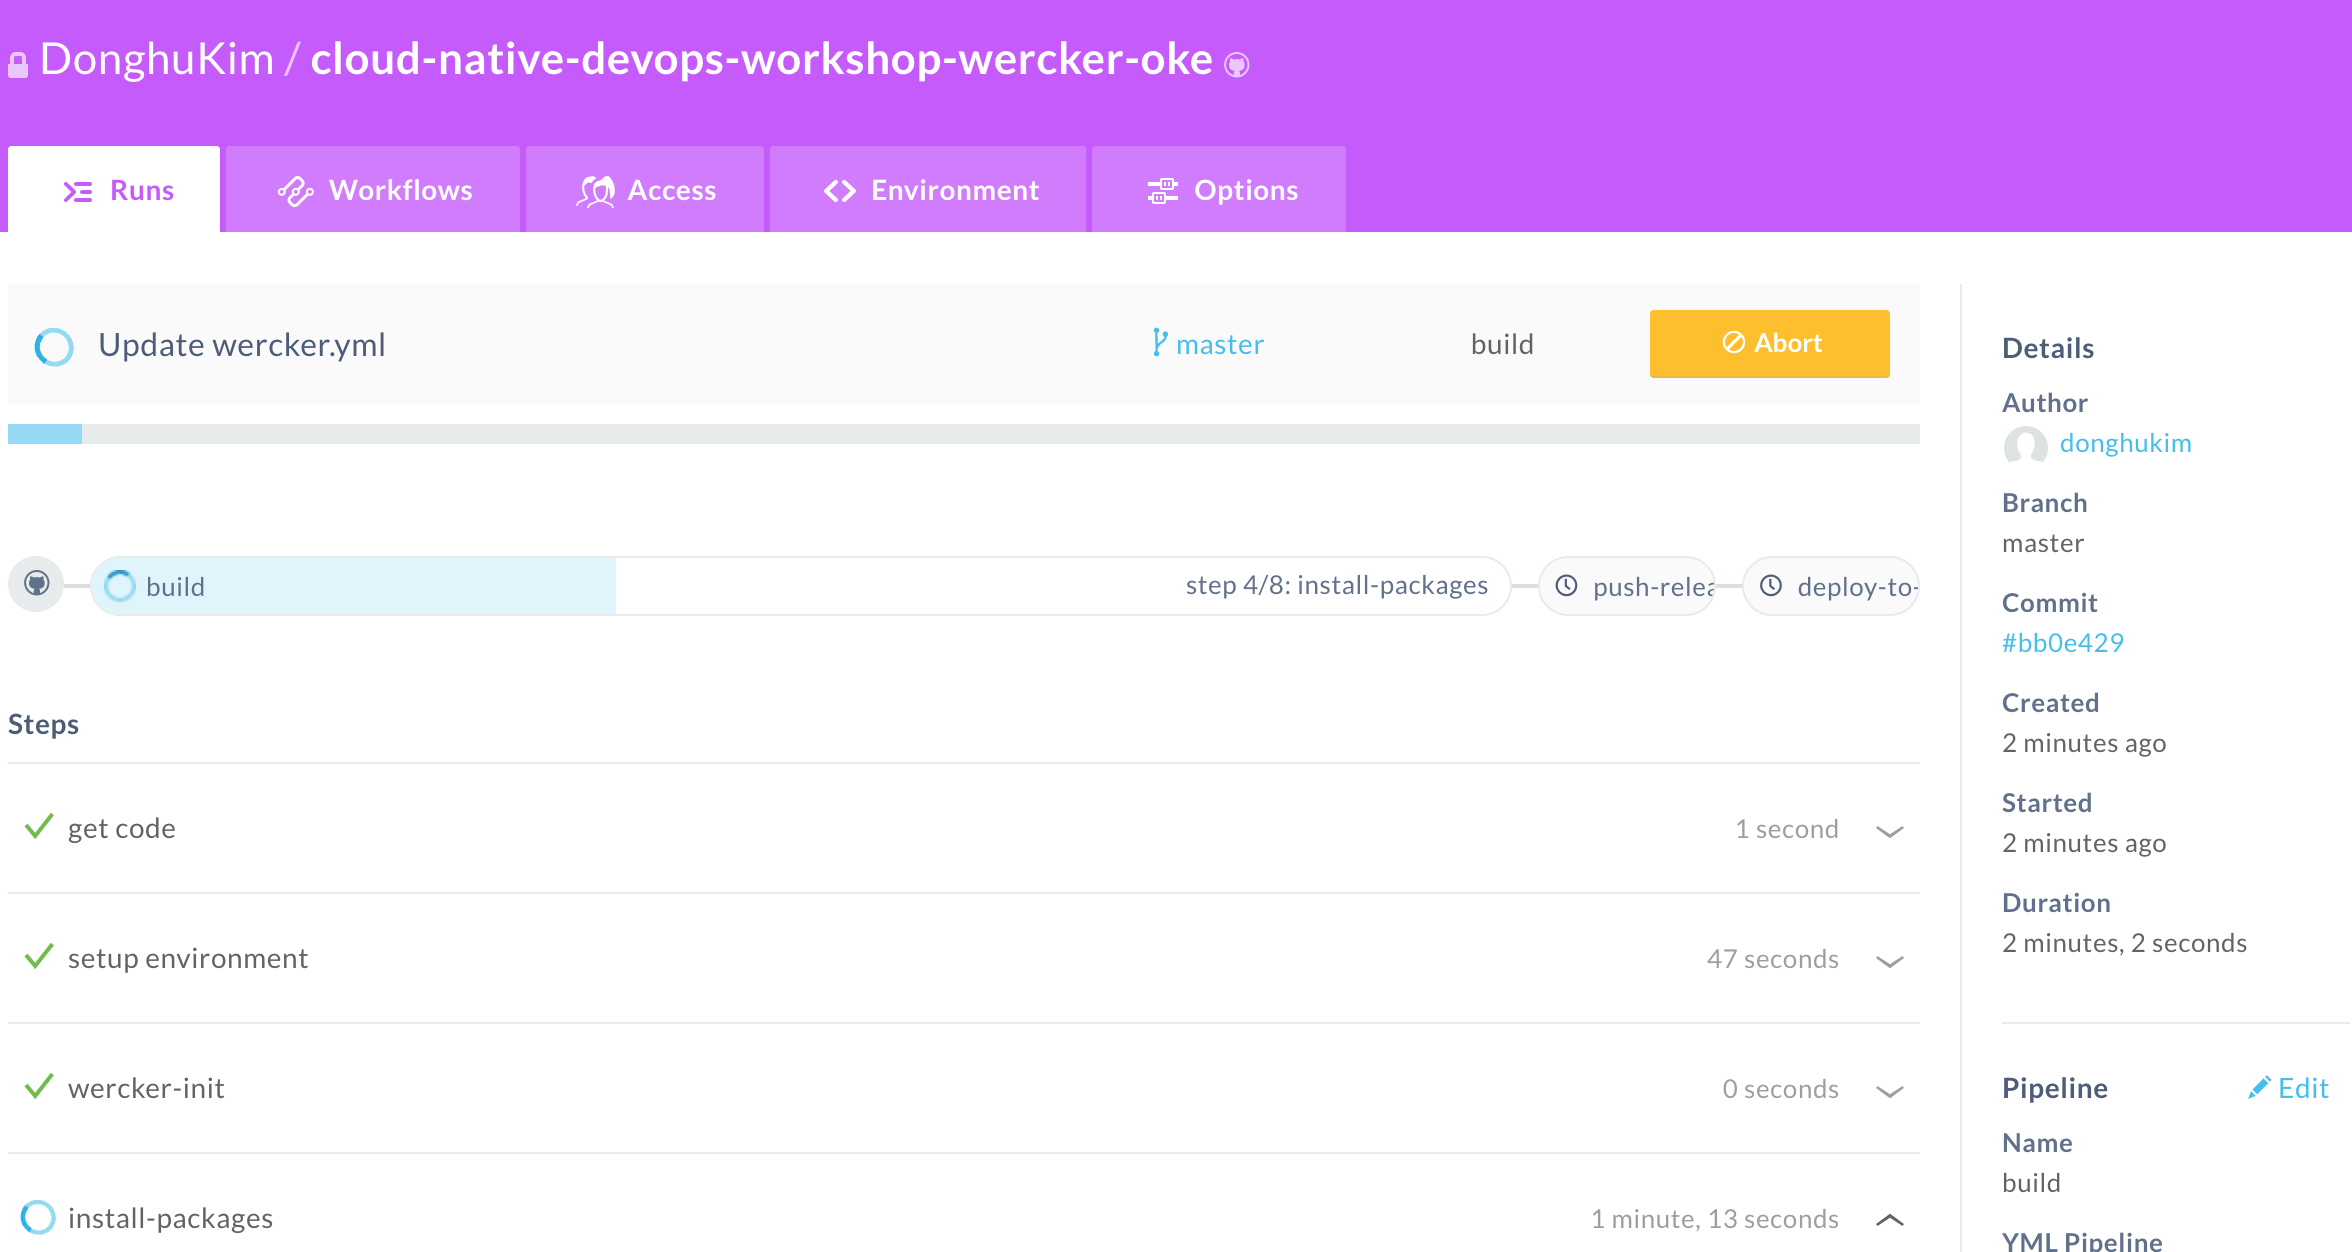 DonghuKim / cloud-native-devops-workshop-wercker-oke
Runs
Workflows
Access
Environment
Options
Update wercker.yml
master
build
Abort
build
step 4/8: install-packages
push-relea
deploy-to-
Steps
get code
1 second
setup environment
47 seconds
wercker-init
0 seconds
install-packages
1 minute, 13 seconds
Details
Author
donghukim
Branch
master
Commit
#bb0e429
Created
2 minutes ago
Started
2 minutes ago
Duration
2 minutes, 2 seconds
Pipeline
Edit
Name
build
YML Pipeline